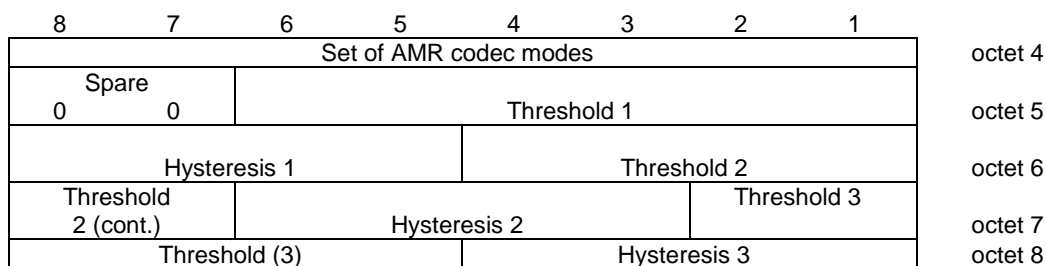 8 7 6 5 4 3 2 1
Set of AMR codec modes octet 4
Spare
0 0 Threshold 1 octet 5
Hysteresis 1 Threshold 2 octet 6
Threshold Threshold 3
2 (cont.) Hysteresis 2 octet 7
Threshold (3) Hysteresis 3 octet 8